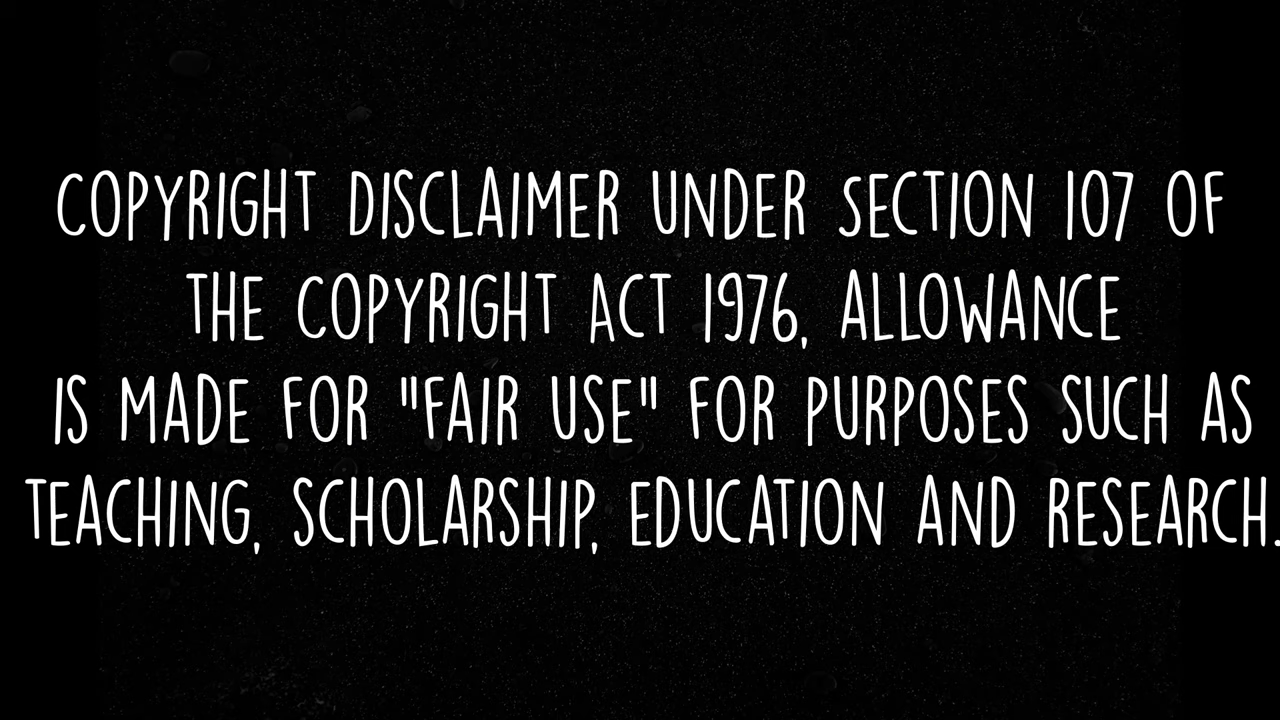 COPYRIGHT DISCLAIMER UNDER SECTION 107 OF
THE COPYRIGHT ACT 1976, ALLOWANCE
IS MADE FOR "FAIR USE" FOR PURPOSES SUCH AS
TEACHING, SCHOLARSHIP, EDUCATION AND RESEARCH.